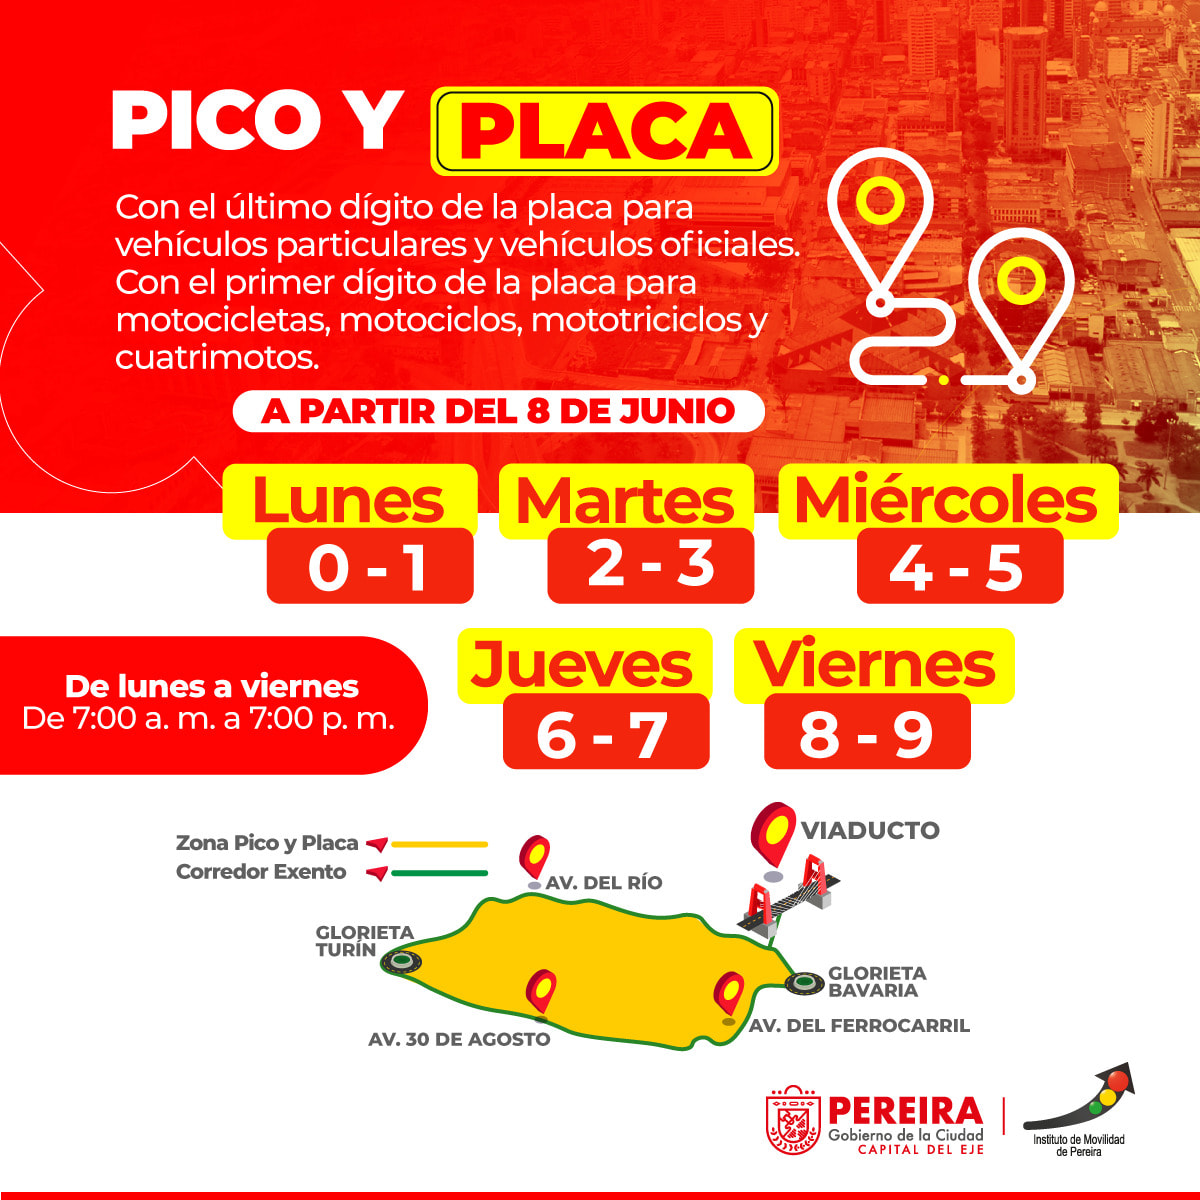 PICO Y PLACA
Con el último dígito de la placa para
vehículos particulares y vehículos oficiales.
Con el primer dígito de la placa para
motocicletas, motociclos, mototriciclos y
cuatrimotos.
A PARTIR DEL 8 DE JUNIO
Lunes
0 - 1
Martes
2 - 3
Miércoles
4 - 5
De lunes a viernes
De 7:00 a. m. a 7:00 p. m.
Jueves
6 - 7
Viernes
8 - 9
Zona Pico y Placa
Corredor Exento
VIADUCTO
AV. DEL RÍO
GLORIETA
TURÍN
GLORIETA
BAVARIA
AV. 30 DE AGOSTO
AV. DEL FERROCARRIL
PEREIRA
Gobierno de la Ciudad
CAPITAL DEL EJE
Instituto de Movilidad
de Pereira